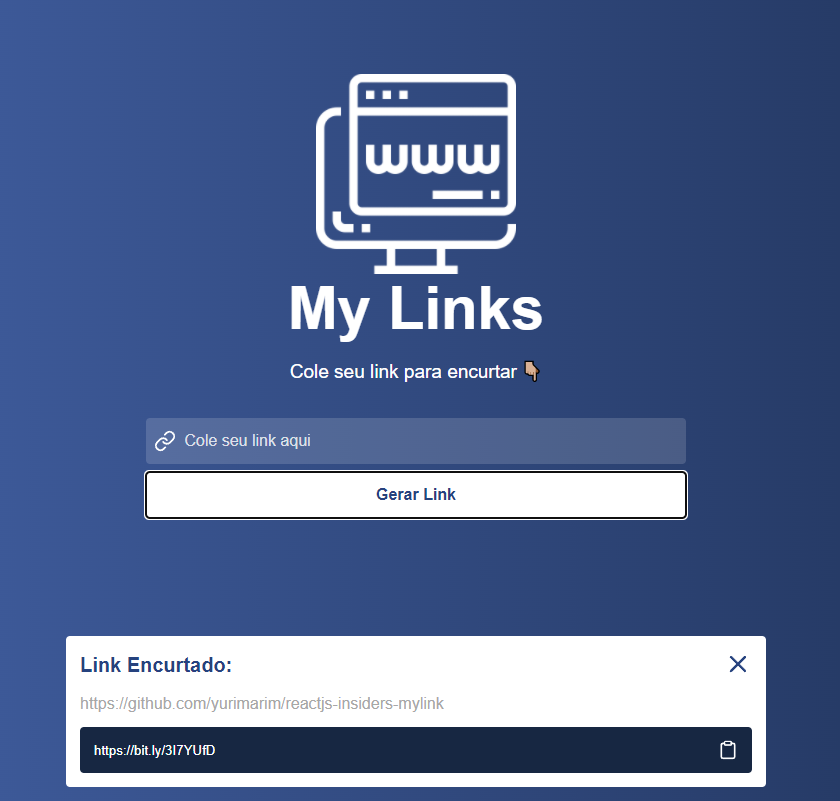 www
My Links
Cole seu link para encurtar 👇🏽
Cole seu link aqui
Gerar Link
Link Encurtado:
https://github.com/yurimarim/reactjs-insiders-mylink
https://bit.ly/3I7YUfD